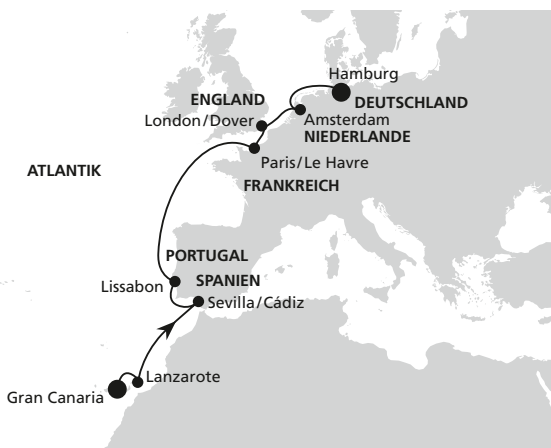 Hamburg
DEUTSCHLAND
ENGLAND
London/Dover
Amsterdam
NIEDERLANDE
Paris/Le Havre
ATLANTIK
FRANKREICH
PORTUGAL
SPANIEN
Lissabon
Sevilla/Cádiz
Lanzarote
Gran Canaria